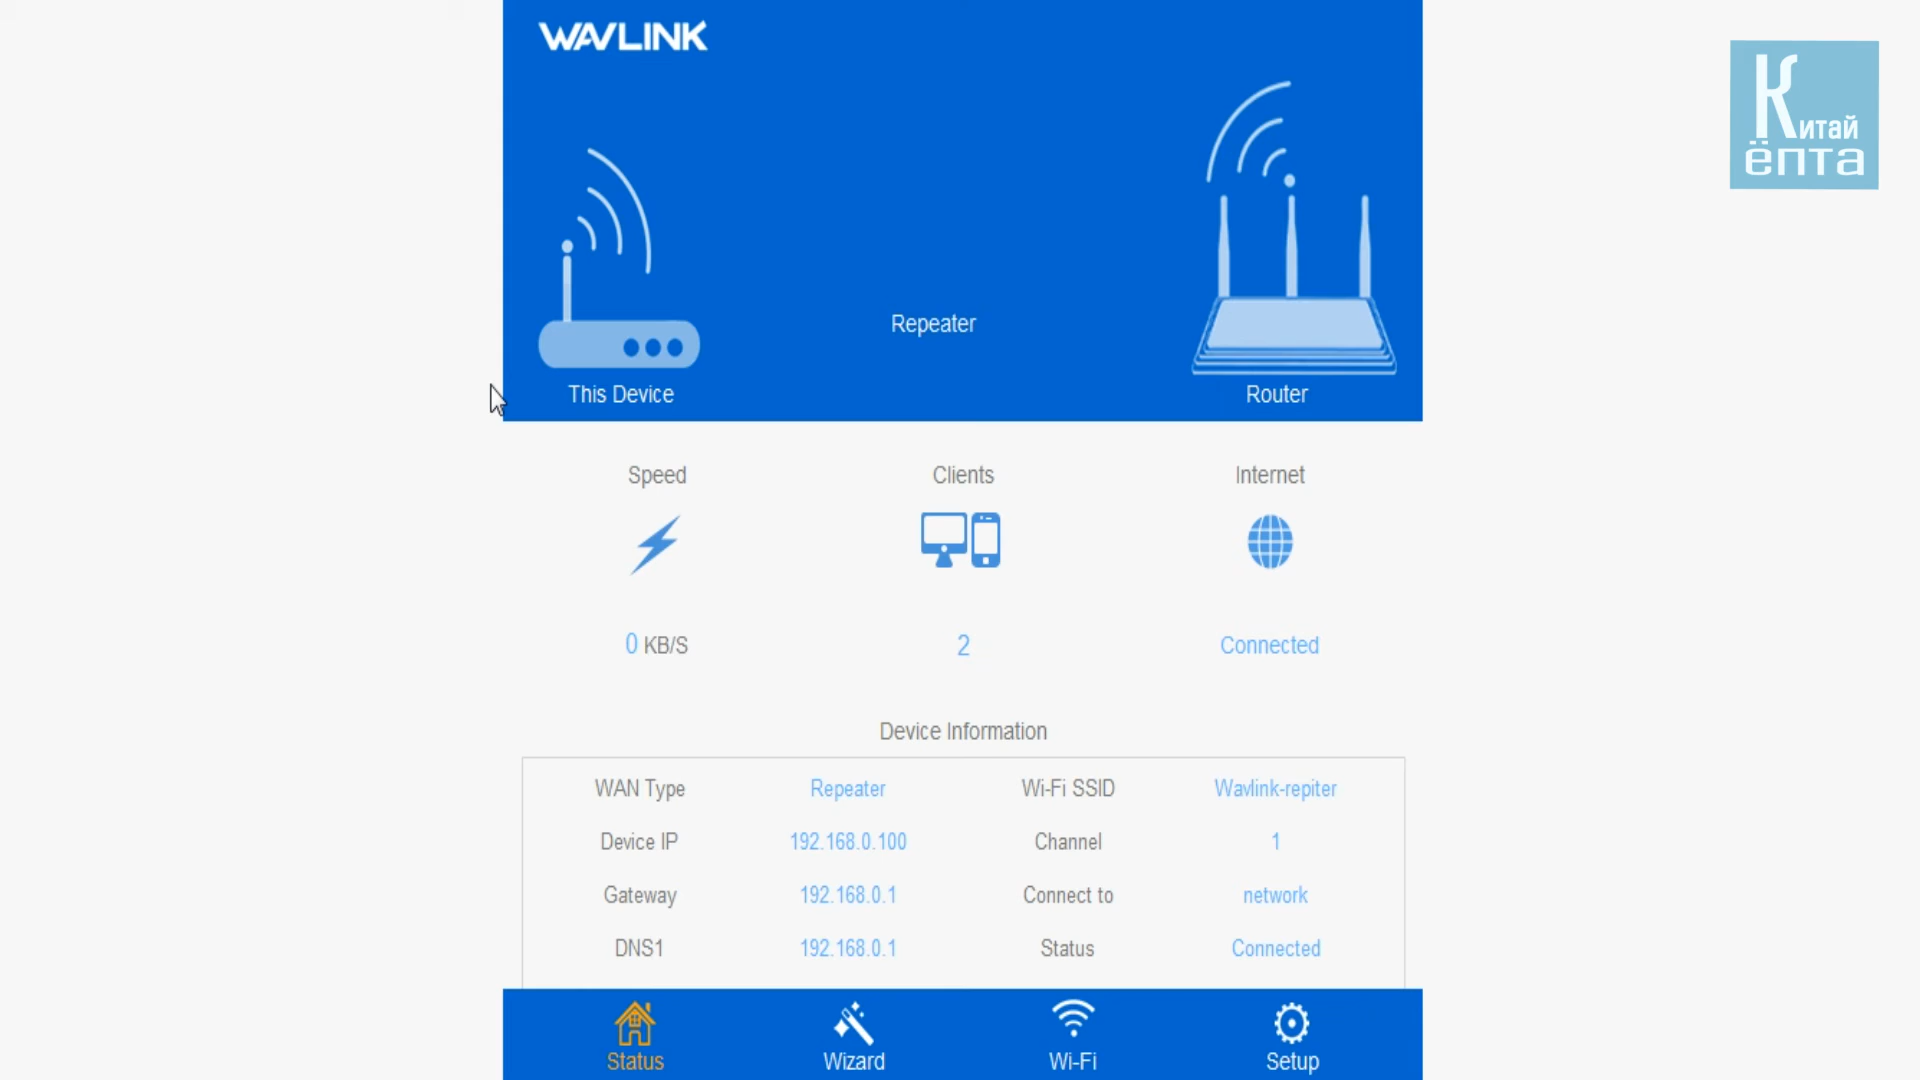 WAVLINK
Китай
ёпта
Repeater
This Device
Router
Speed
Clients
Internet
0 KB/S
2
Connected
Device Information
WAN Type
Repeater
Wi-Fi SSID
Wavlink-repiter
Device IP
192.168.0.100
Channel
1
Gateway
192.168.0.1
Connect to
network
DNS1
192.168.0.1
Status
Connected
Status
Wizard
Wi-Fi
Setup